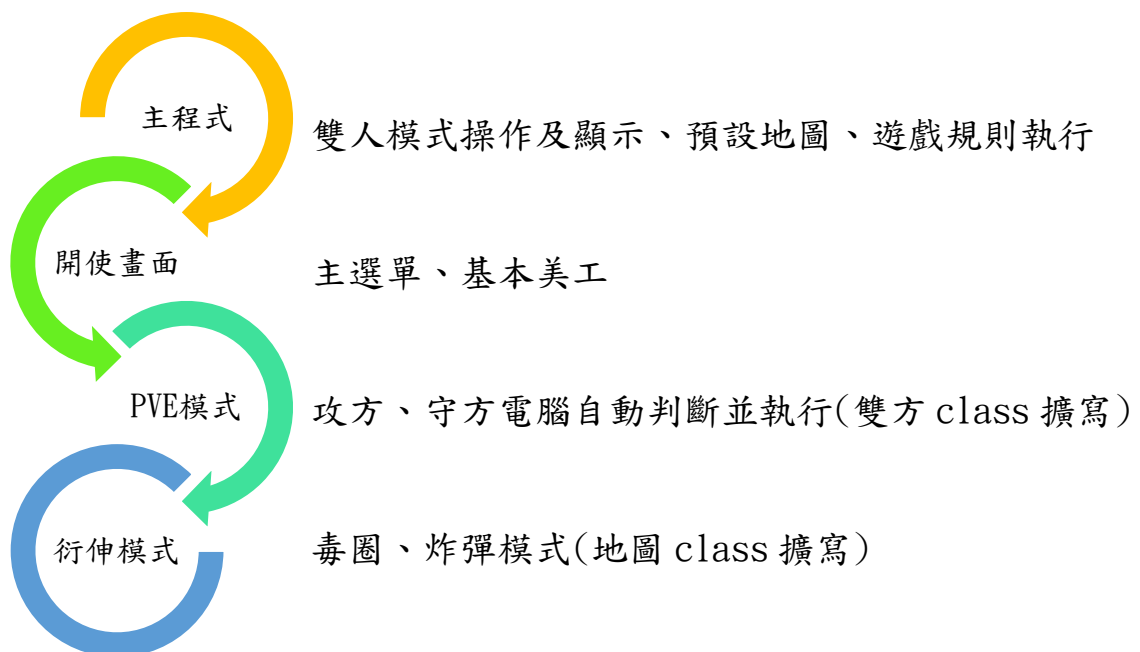 主程式
雙人模式操作及顯示、預設地圖、遊戲規則執行
開使畫面
主選單、基本美工
PVE模式
攻方、守方電腦自動判斷並執行(雙方 class 擴寫)
衍伸模式
毒圈、炸彈模式(地圖 class 擴寫)